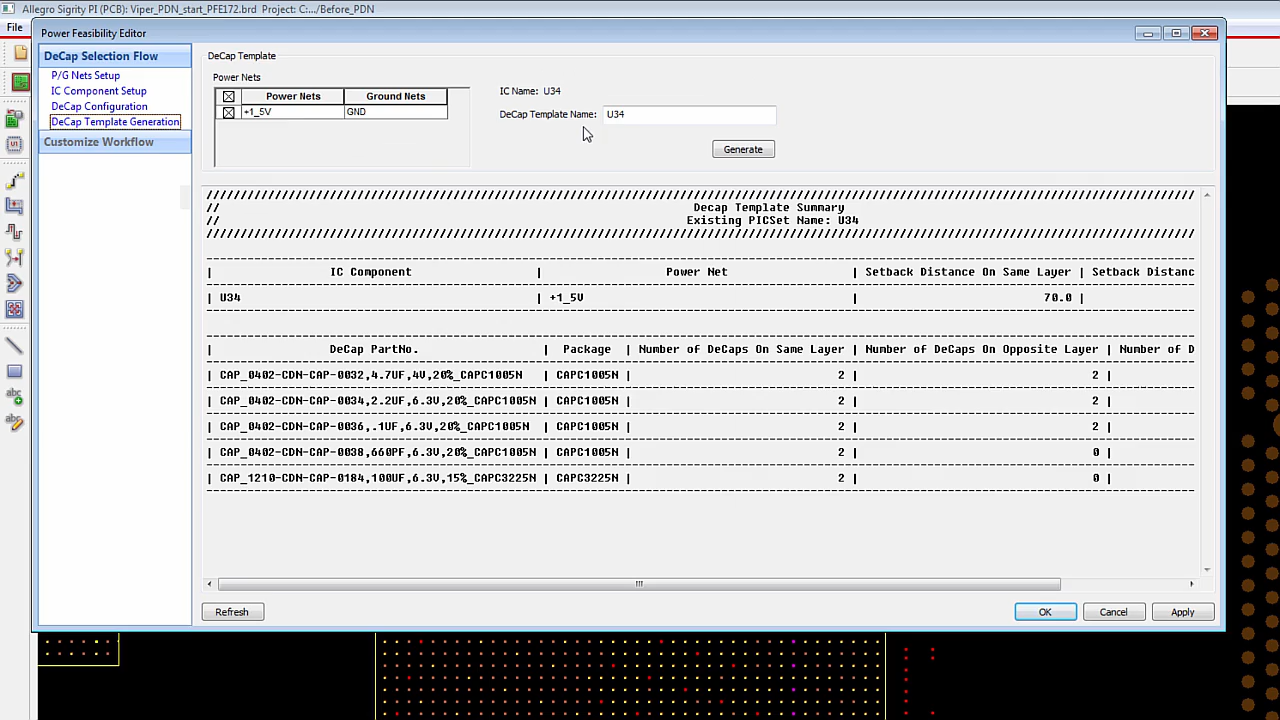 Allegro Sigrity PI (PCB): Viper_PDN_start_PFE172.brd Project: C:.../Before_PDN
File
Power Feasibility Editor
DeCap Selection Flow
P/G Nets Setup
IC Component Setup
DeCap Configuration
DeCap Template Generation
Customize Workflow
DeCap Template
Power Nets
Power Nets Ground Nets
+1_5V GND
IC Name: U34
DeCap Template Name: U34
Generate
// Decap Template Summary
// Existing PICSet Name: U34
| IC Component | Power Net | Setback Distance On Same Layer | Setback Distanc
| U34 | +1_5V | 70.0 |
| DeCap PartNo. | Package | Number of DeCaps On Same Layer | Number of DeCaps On Opposite Layer | Number of D
| CAP_0402-CDN-CAP-0032,4.7UF,4V,20%_CAPC1005N | CAPC1005N | 2 | 2 |
| CAP_0402-CDN-CAP-0034,2.2UF,6.3V,20%_CAPC1005N | CAPC1005N | 2 | 2 |
| CAP_0402-CDN-CAP-0036,.1UF,6.3V,20%_CAPC1005N | CAPC1005N | 2 | 2 |
| CAP_0402-CDN-CAP-0038,660PF,6.3V,20%_CAPC1005N | CAPC1005N | 2 | 0 |
| CAP_1210-CDN-CAP-0184,100UF,6.3V,15%_CAPC3225N | CAPC3225N | 2 | 0 |
Refresh
OK
Cancel
Apply
U1
abc
abc